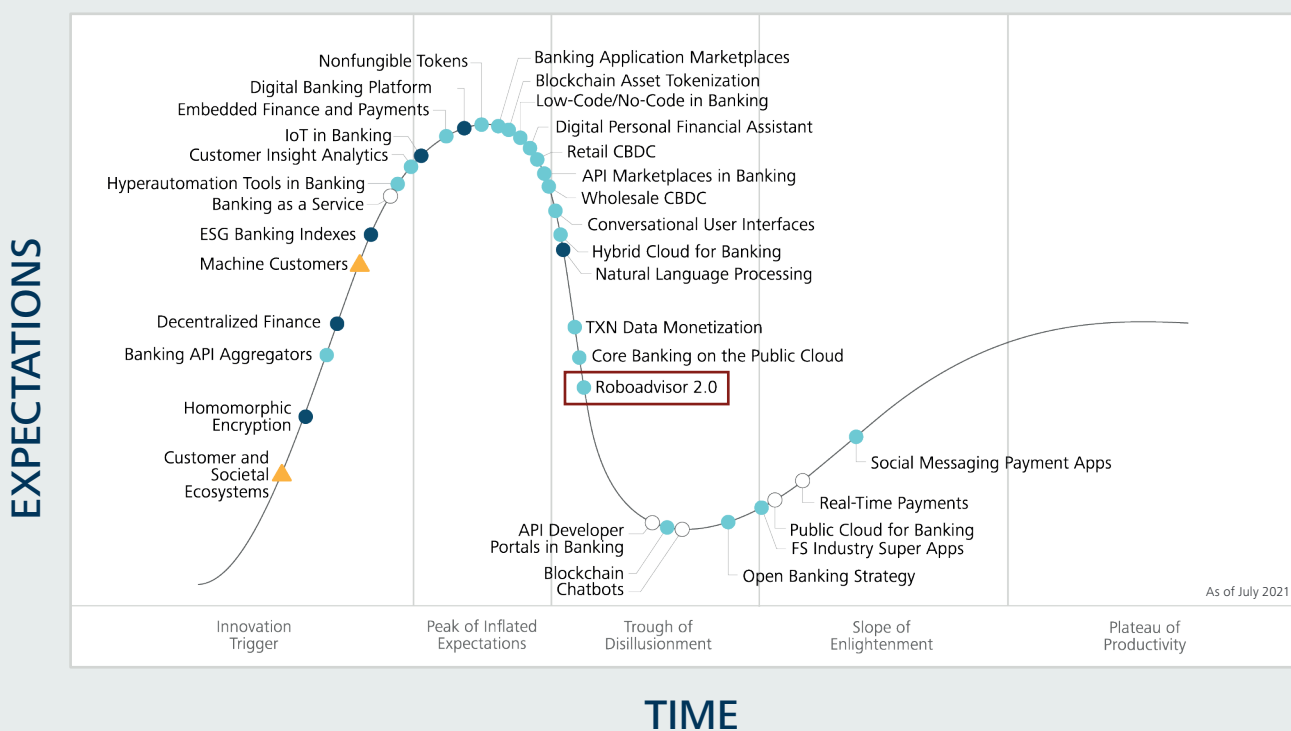 EXPECTATIONS
Nonfungible Tokens
Digital Banking Platform
Embedded Finance and Payments
IoT in Banking
Customer Insight Analytics
Hyperautomation Tools in Banking
Banking as a Service
ESG Banking Indexes
Machine Customers
Decentralized Finance
Banking API Aggregators
Homomorphic
Encryption
Customer and
Societal
Ecosystems
Banking Application Marketplaces
Blockchain Asset Tokenization
Low-Code/No-Code in Banking
Digital Personal Financial Assistant
Retail CBDC
API Marketplaces in Banking
Wholesale CBDC
Conversational User Interfaces
Hybrid Cloud for Banking
Natural Language Processing
TXN Data Monetization
Core Banking on the Public Cloud
Roboadvisor 2.0
API Developer
Portals in Banking
Blockchain
Chatbots
Social Messaging Payment Apps
Real-Time Payments
Public Cloud for Banking
FS Industry Super Apps
Open Banking Strategy
As of July 2021
Innovation
Trigger
Peak of Inflated
Expectations
Trough of
Disillusionment
Slope of
Enlightenment
Plateau of
Productivity
TIME